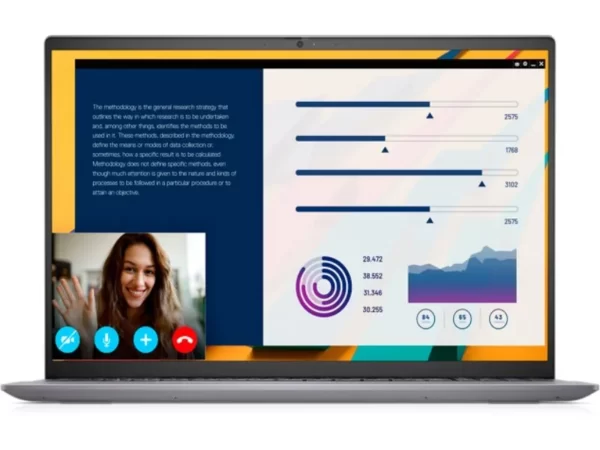 The methodology is the general research strategy that
outlines the way in which research is to be undertaken
and, among other things, identifies the methods to be
used in it. These methods, described in the methodology,
define the means or modes of data collection or,
sometimes, how a specific result is to be calculated
Methodology does not define specific methods, even
though much attention is given to the nature and kinds of
processes to be followed in a particular procedure or to
attain an objective.
2575
1768
3102
2575
29.472
38.552
31.346
30.255
84
95
43